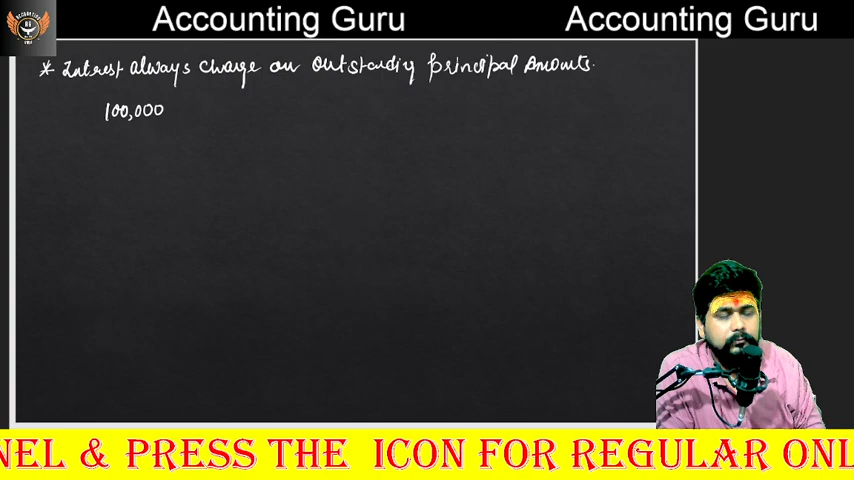 Accounting Guru Accounting Guru
* Interest always charge on outstanding principal Amounts.
100,000
NEL & PRESS THE ICON FOR REGULAR ONL